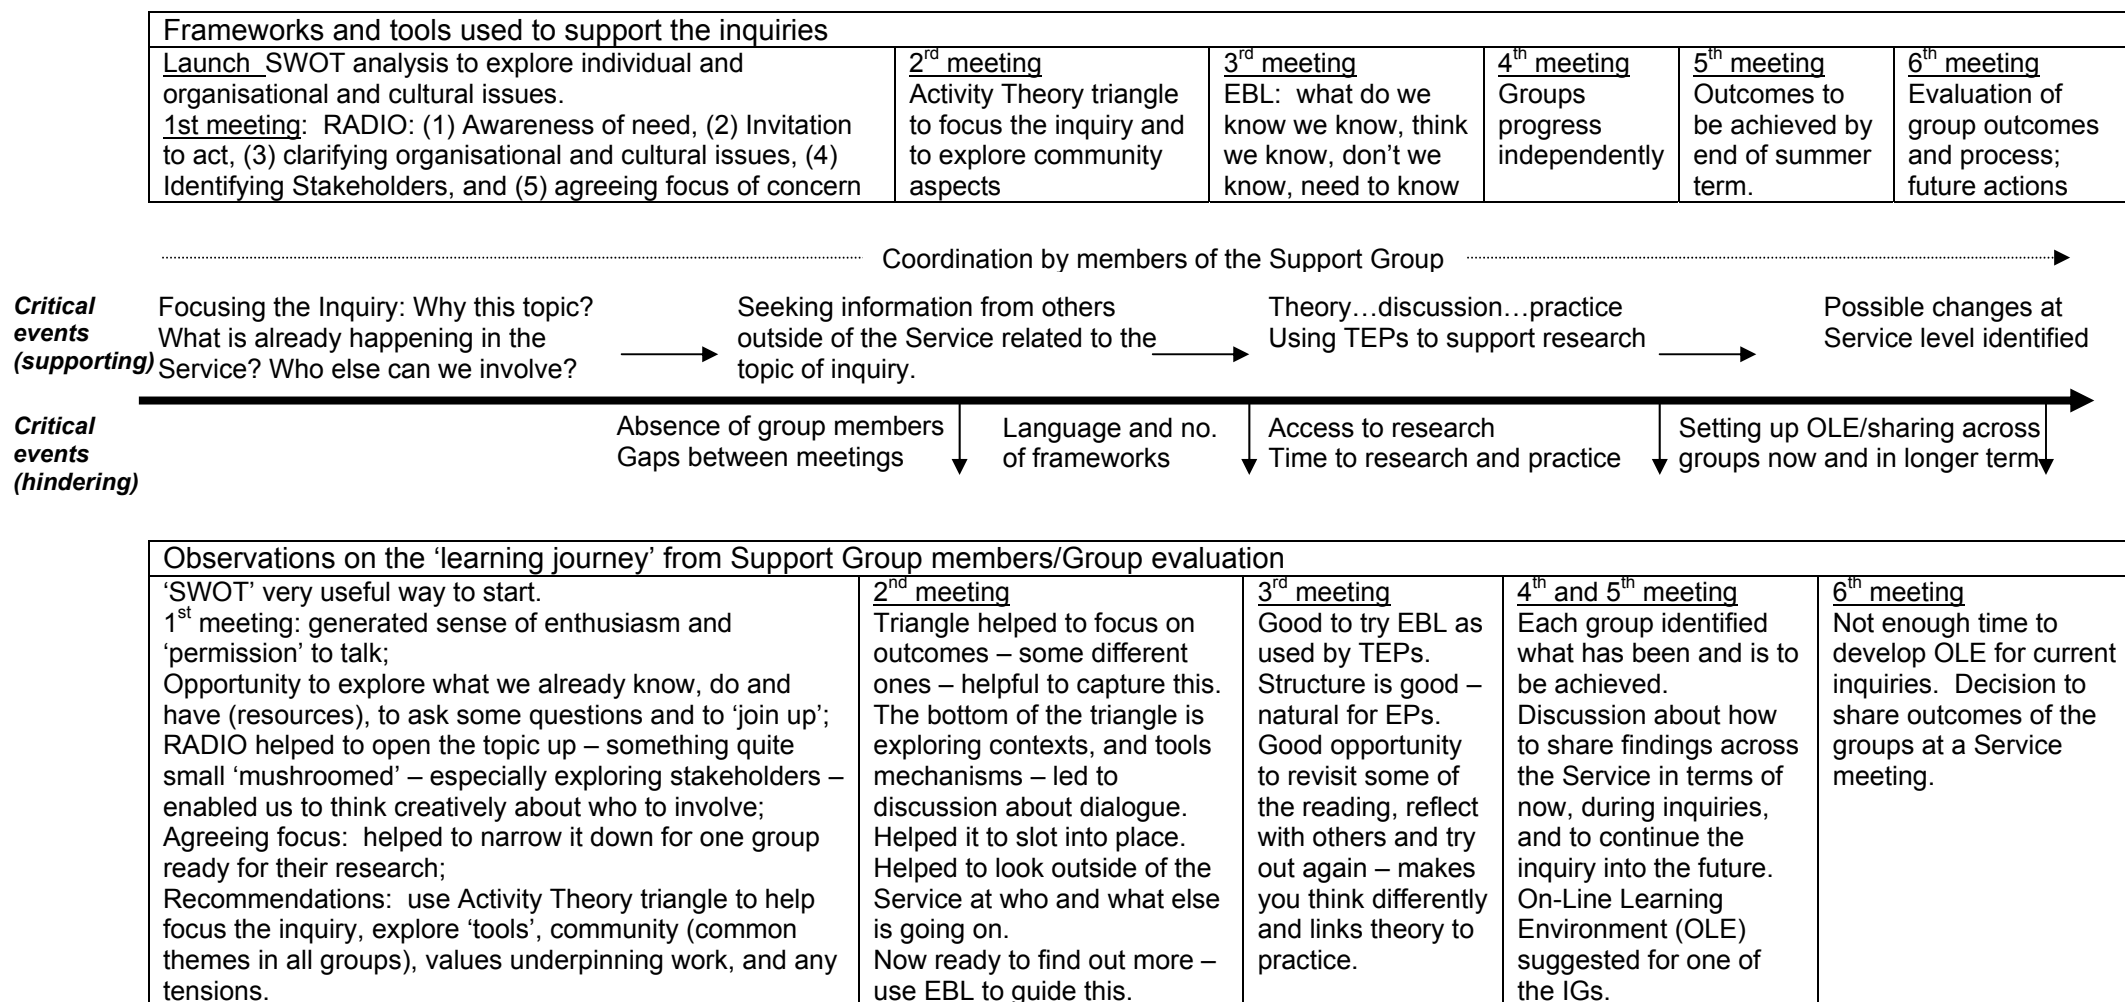 Frameworks and tools used to support the inquiries
Launch SWOT analysis to explore individual and
organisational and cultural issues.
1st meeting: RADIO: (1) Awareness of need, (2) Invitation
to act, (3) clarifying organisational and cultural issues, (4)
Identifying Stakeholders, and (5) agreeing focus of concern
2rd meeting
Activity Theory triangle
to focus the inquiry and
to explore community
aspects
3rd meeting
EBL: what do we
know we know, think
we know, don't we
know, need to know
4th meeting
Groups
progress
independently
5th meeting
Outcomes to
be achieved by
end of summer
term.
6th meeting
Evaluation of
group outcomes
and process;
future actions
Coordination by members of the Support Group
Critical
events
(supporting)
Focusing the Inquiry: Why this topic?
What is already happening in the
Service? Who else can we involve?
Seeking information from others
outside of the Service related to the
topic of inquiry.
Theory…discussion…practice
Using TEPs to support research
Possible changes at
Service level identified
Critical
events
(hindering)
Absence of group members
Gaps between meetings
Language and no.
of frameworks
Access to research
Time to research and practice
Setting up OLE/sharing across
groups now and in longer term
Observations on the 'learning journey' from Support Group members/Group evaluation
'SWOT' very useful way to start.
1st meeting: generated sense of enthusiasm and
'permission' to talk;
Opportunity to explore what we already know, do and
have (resources), to ask some questions and to 'join up';
RADIO helped to open the topic up – something quite
small 'mushroomed' – especially exploring stakeholders –
enabled us to think creatively about who to involve;
Agreeing focus: helped to narrow it down for one group
ready for their research;
Recommendations: use Activity Theory triangle to help
focus the inquiry, explore 'tools', community (common
themes in all groups), values underpinning work, and any
tensions.
2nd meeting
Triangle helped to focus on
outcomes – some different
ones – helpful to capture this.
The bottom of the triangle is
exploring contexts, and tools
mechanisms – led to
discussion about dialogue.
Helped it to slot into place.
Helped to look outside of the
Service at who and what else
is going on.
Now ready to find out more –
use EBL to guide this.
3rd meeting
Good to try EBL as
used by TEPs.
Structure is good –
natural for EPs.
Good opportunity
to revisit some of
the reading, reflect
with others and try
out again – makes
you think differently
and links theory to
practice.
4th and 5th meeting
Each group identified
what has been and is to
be achieved.
Discussion about how
to share findings across
the Service in terms of
now, during inquiries,
and to continue the
inquiry into the future.
On-Line Learning
Environment (OLE)
suggested for one of
the IGs.
6th meeting
Not enough time to
develop OLE for current
inquiries. Decision to
share outcomes of the
groups at a Service
meeting.